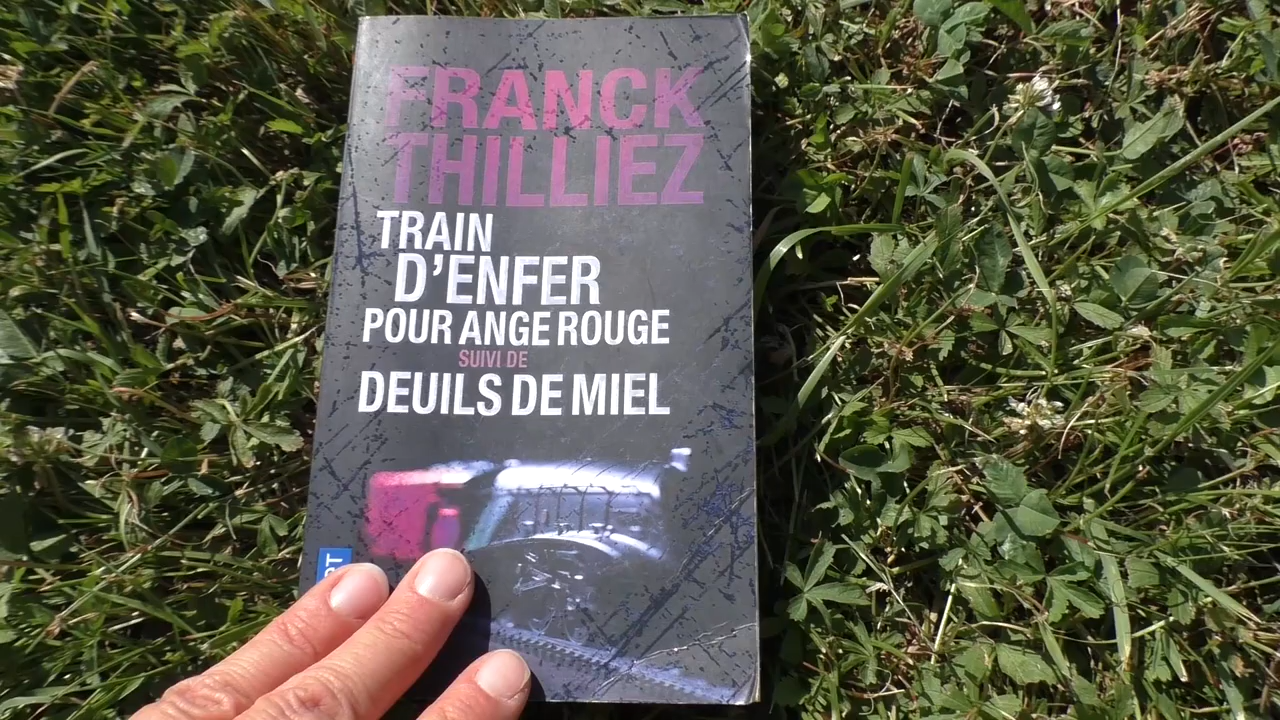 FRANCK
THILLIEZ
TRAIN
D'ENFER
POUR ANGE ROUGE
SUIVI DE
DEUILS DE MIEL